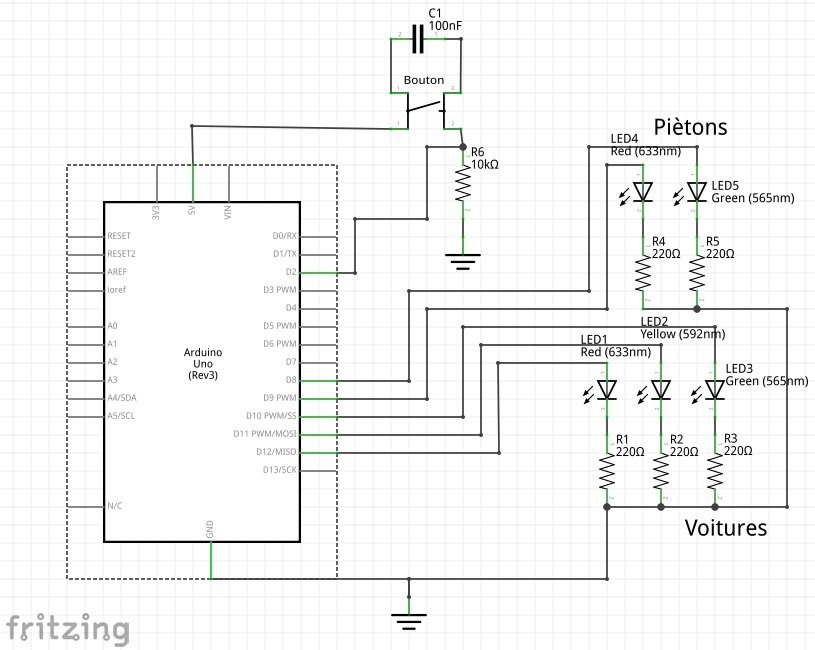 C1
100nF
Bouton
Piètons
LED4
Red (633nm)
R6
10kΩ
LED5
Green (565nm)
3V3
5V
VIN
RESET
RESET2
AREF
ioref
A0
A1
A2
A3
A4/SDA
A5/SCL
N/C
Arduino
Uno
(Rev3)
D0/RX
D1/TX
D2
D3 PWM
D4
D5 PWM
D6 PWM
D7
D8
D9 PWM
D10 PWM/SS
D11 PWM/MOSI
D12/MISO
D13/SCK
GND
R4
220Ω
R5
220Ω
LED2
Yellow (592nm)
LED1
Red (633nm)
LED3
Green (565nm)
R1
220Ω
R2
220Ω
R3
220Ω
Voitures
fritzing